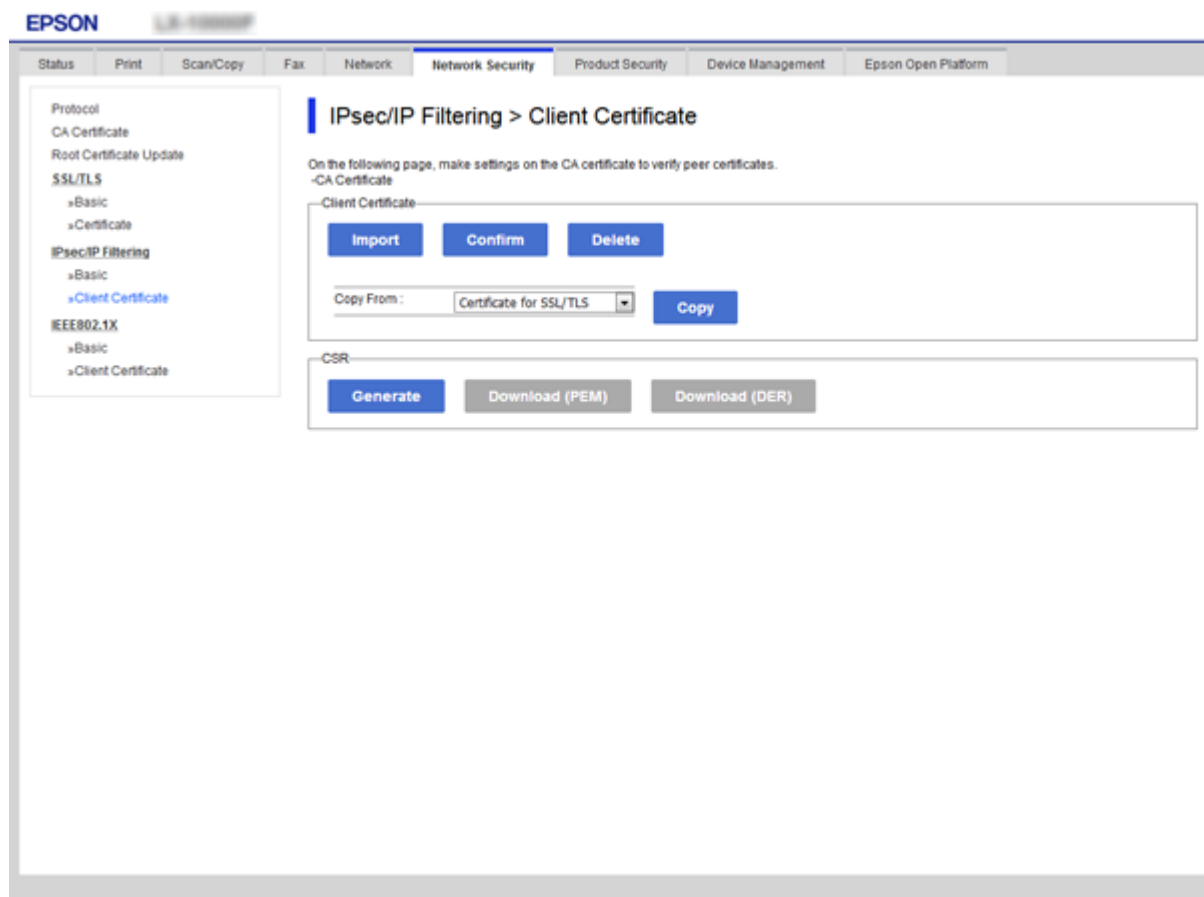 EPSON
Status Print Scan/Copy Fax Network Network Security Product Security Device Management Epson Open Platform
Protocol
CA Certificate
Root Certificate Update
SSL/TLS
»Basic
»Certificate
IPsec/IP Filtering
»Basic
»Client Certificate
IEEE802.1X
»Basic
»Client Certificate
IPsec/IP Filtering > Client Certificate
On the following page, make settings on the CA certificate to verify peer certificates.
-CA Certificate
Client Certificate
Import Confirm Delete
Copy From : Certificate for SSL/TLS Copy
CSR
Generate Download (PEM) Download (DER)